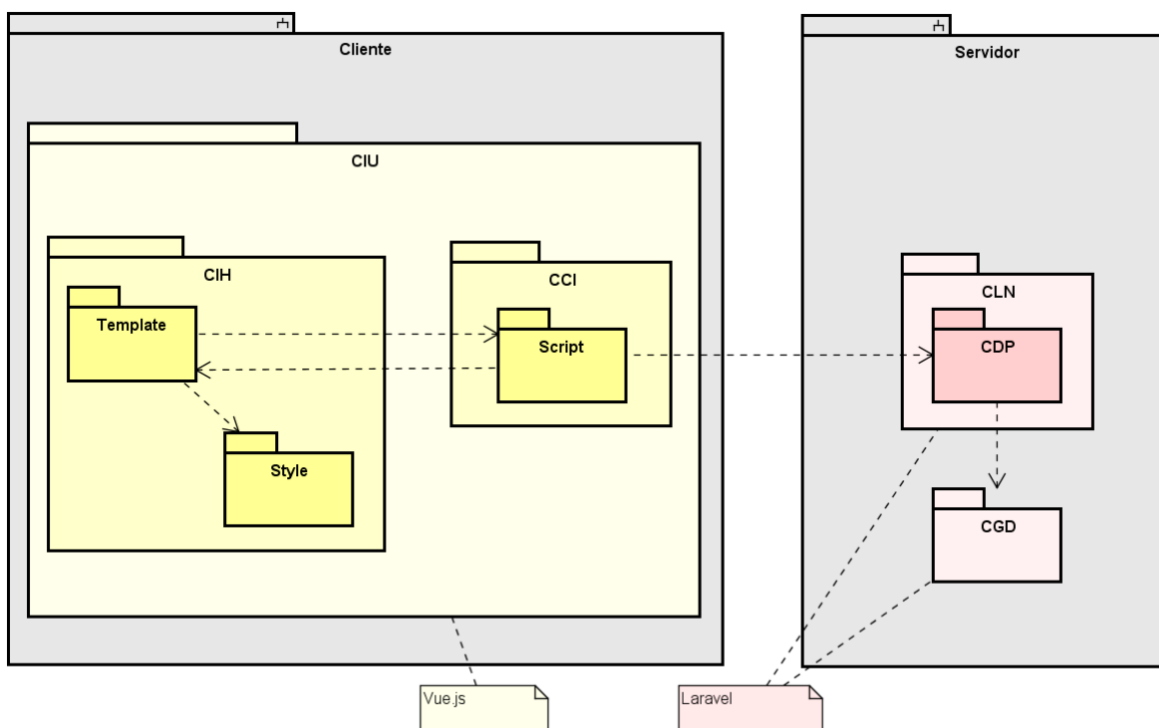 Cliente
Servidor
CIU
CIH
CCI
CLN
Template
Script
CDP
Style
CGD
Vue.js
Laravel